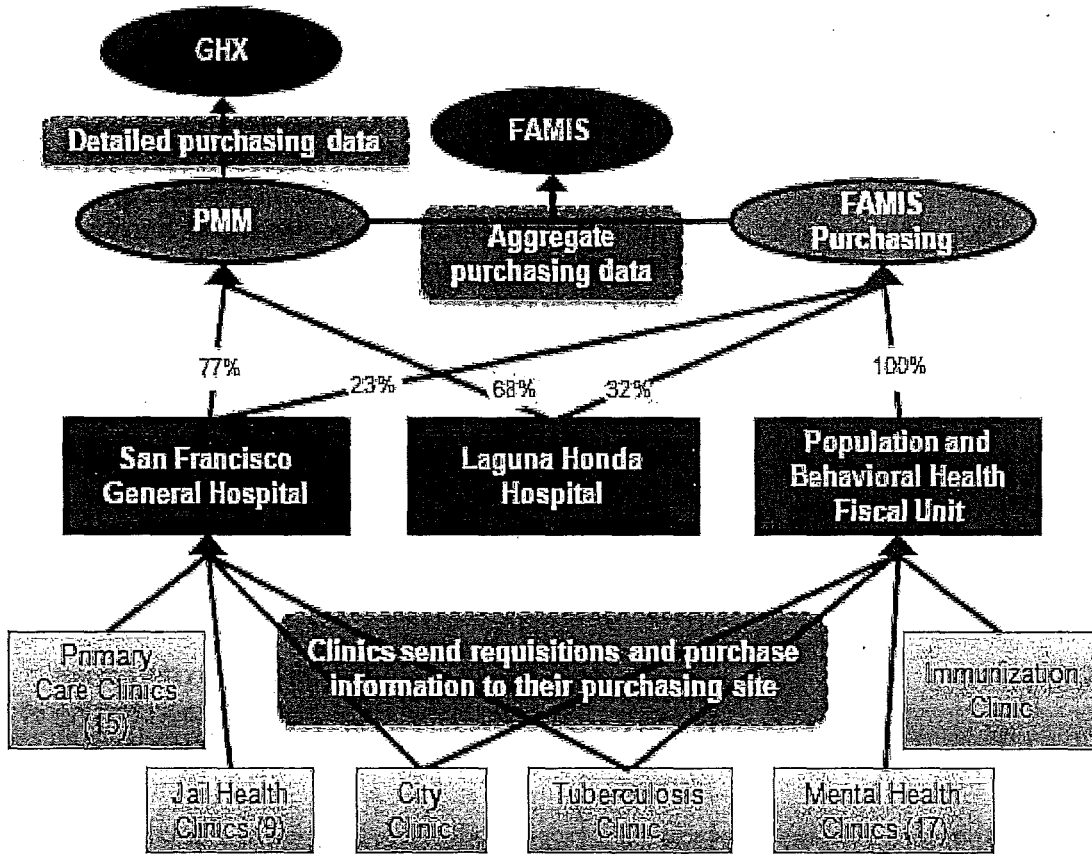 GHX
Detailed purchasing data
FAMIS
PMM
Aggregate
purchasing data
FAMIS
Purchasing
77%
23%
68%
32%
100%
San Francisco
General Hospital
Laguna Honda
Hospital
Population and
Behavioral Health
Fiscal Unit
Clinics send requisitions and purchase
information to their purchasing site
Primary
Care Clinics
(15)
Immunization
Clinic
Jail Health
Clinics (9)
City
Clinic
Tuberculosis
Clinic
Mental Health
Clinics (17)